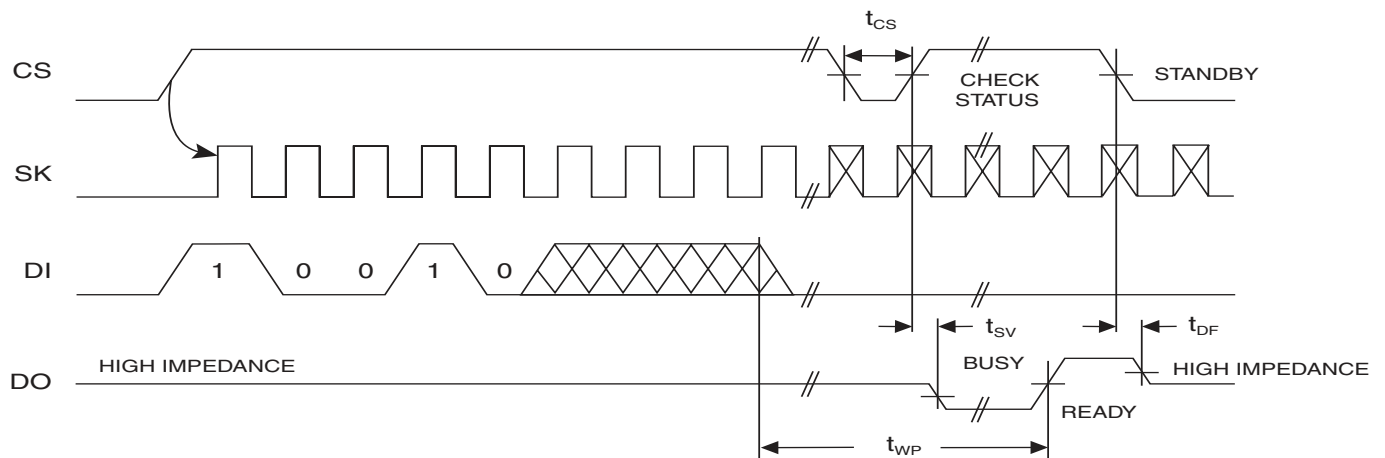 tCS
CS
CHECK
STATUS
STANDBY
SK
DI
1 0 0 1 0
tSV
tDF
DO
HIGH IMPEDANCE
BUSY
HIGH IMPEDANCE
READY
tWP